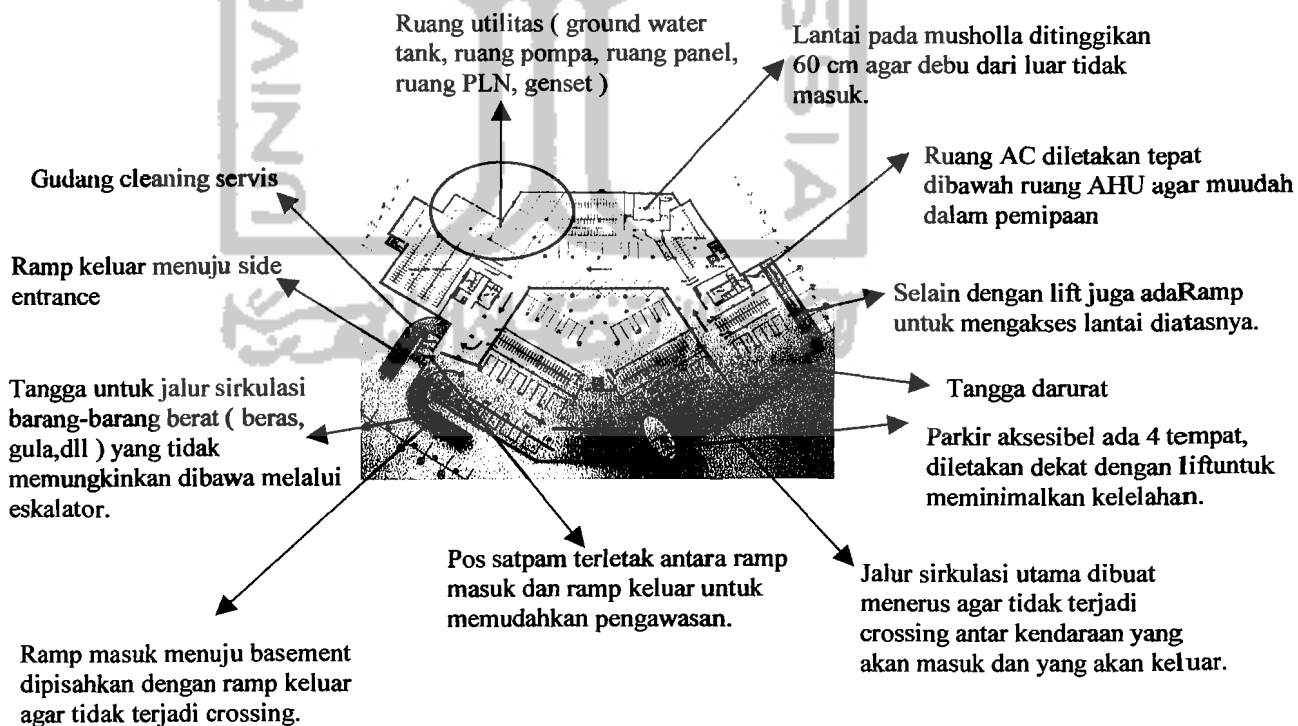 Ruang utilitas ( ground water
tank, ruang pompa, ruang panel,
ruang PLN, genset )
Lantai pada musholla ditinggikan
60 cm agar debu dari luar tidak
masuk.
Gudang cleaning servis
Ruang AC diletakan tepat
dibawah ruang AHU agar muudah
dalam pemipaan
Ramp keluar menuju side
entrance
Selain dengan lift juga adaRamp
untuk mengakses lantai diatasnya.
Tangga untuk jalur sirkulasi
barang-barang berat ( beras,
gula,dll ) yang tidak
memungkinkan dibawa melalui
eskalator.
Tangga darurat
Parkir aksesibel ada 4 tempat,
diletakan dekat dengan liftuntuk
meminimalkan kelelahan.
Pos satpam terletak antara ramp
masuk dan ramp keluar untuk
memudahkan pengawasan.
Jalur sirkulasi utama dibuat
menerus agar tidak terjadi
crossing antar kendaraan yang
akan masuk dan yang akan keluar.
Ramp masuk menuju basement
dipisahkan dengan ramp keluar
agar tidak terjadi crossing.